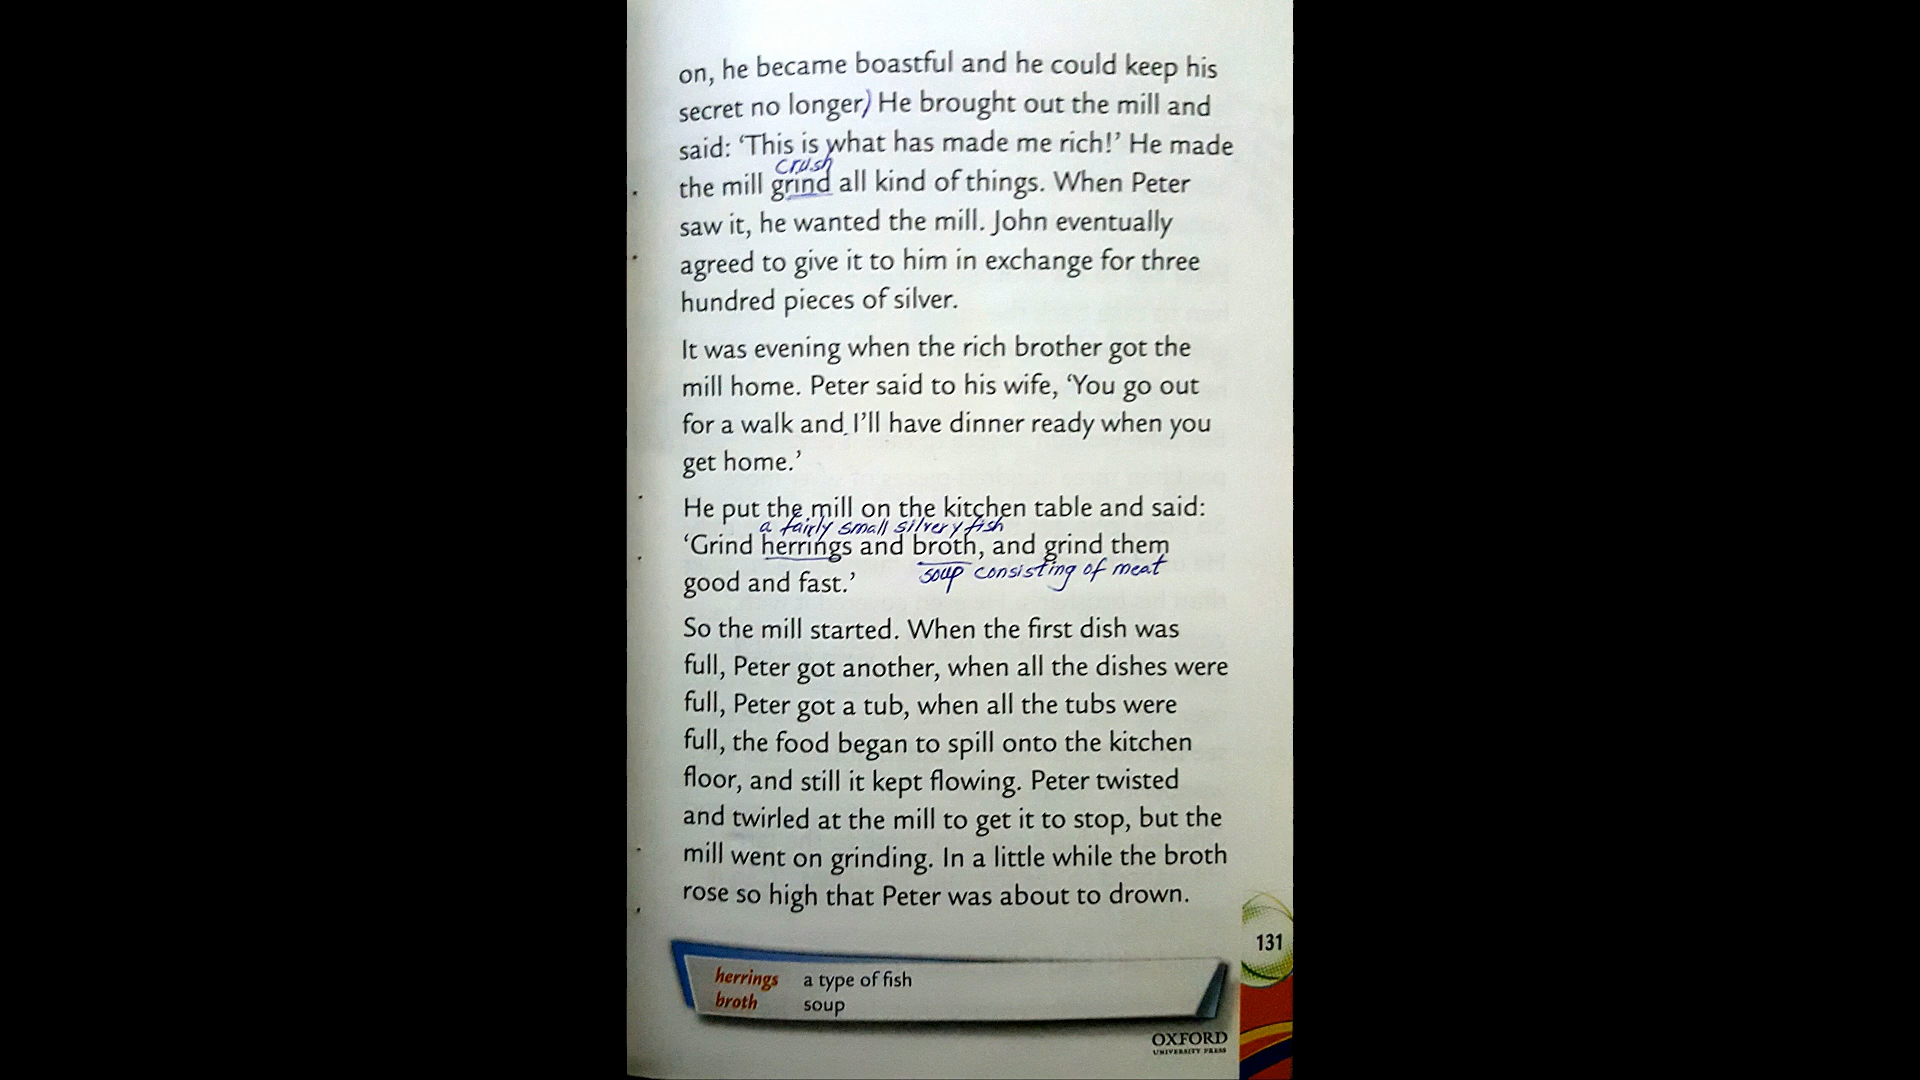 on, he became boastful and he could keep his
secret no longer) He brought out the mill and
said: ‘This is what has made me rich!’ He made
crush
the mill grind all kind of things. When Peter
saw it, he wanted the mill. John eventually
agreed to give it to him in exchange for three
hundred pieces of silver.
It was evening when the rich brother got the
mill home. Peter said to his wife, ‘You go out
for a walk and I’ll have dinner ready when you
get home.’
He put the mill on the kitchen table and said:
a fairly small silvery fish
‘Grind herrings and broth, and grind them
soup consisting of meat
good and fast.’
So the mill started. When the first dish was
full, Peter got another, when all the dishes were
full, Peter got a tub, when all the tubs were
full, the food began to spill onto the kitchen
floor, and still it kept flowing. Peter twisted
and twirled at the mill to get it to stop, but the
mill went on grinding. In a little while the broth
rose so high that Peter was about to drown.
131
herrings a type of fish
broth soup
OXFORD
UNIVERSITY PRESS